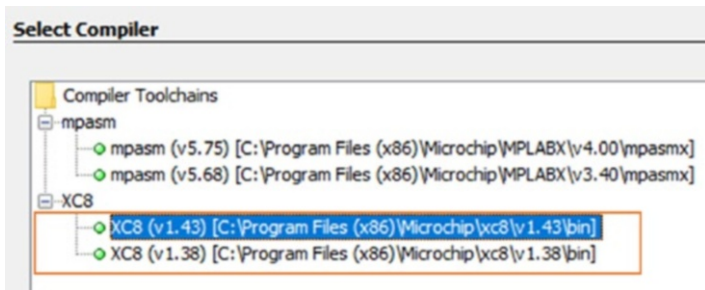 Select Compiler
Compiler Toolchains
mpasm
mpasm (v5.75) [C:\Program Files (x86)\Microchip\MPLABX\v4.00\mpasmx]
mpasm (v5.68) [C:\Program Files (x86)\Microchip\MPLABX\v3.40\mpasmx]
XC8
XC8 (v1.43) [C:\Program Files (x86)\Microchip\xc8\v1.43\bin]
XC8 (v1.38) [C:\Program Files (x86)\Microchip\xc8\v1.38\bin]